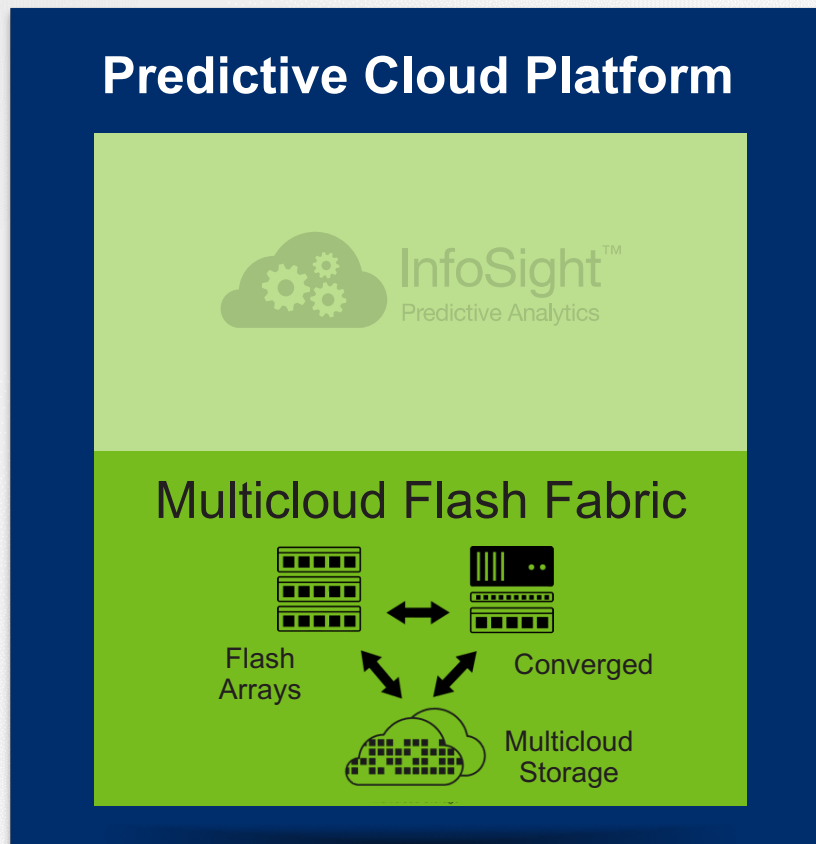 Predictive Cloud Platform
InfoSight™
Predictive Analytics
Multicloud Flash Fabric
Flash
Arrays
Converged
Multicloud
Storage